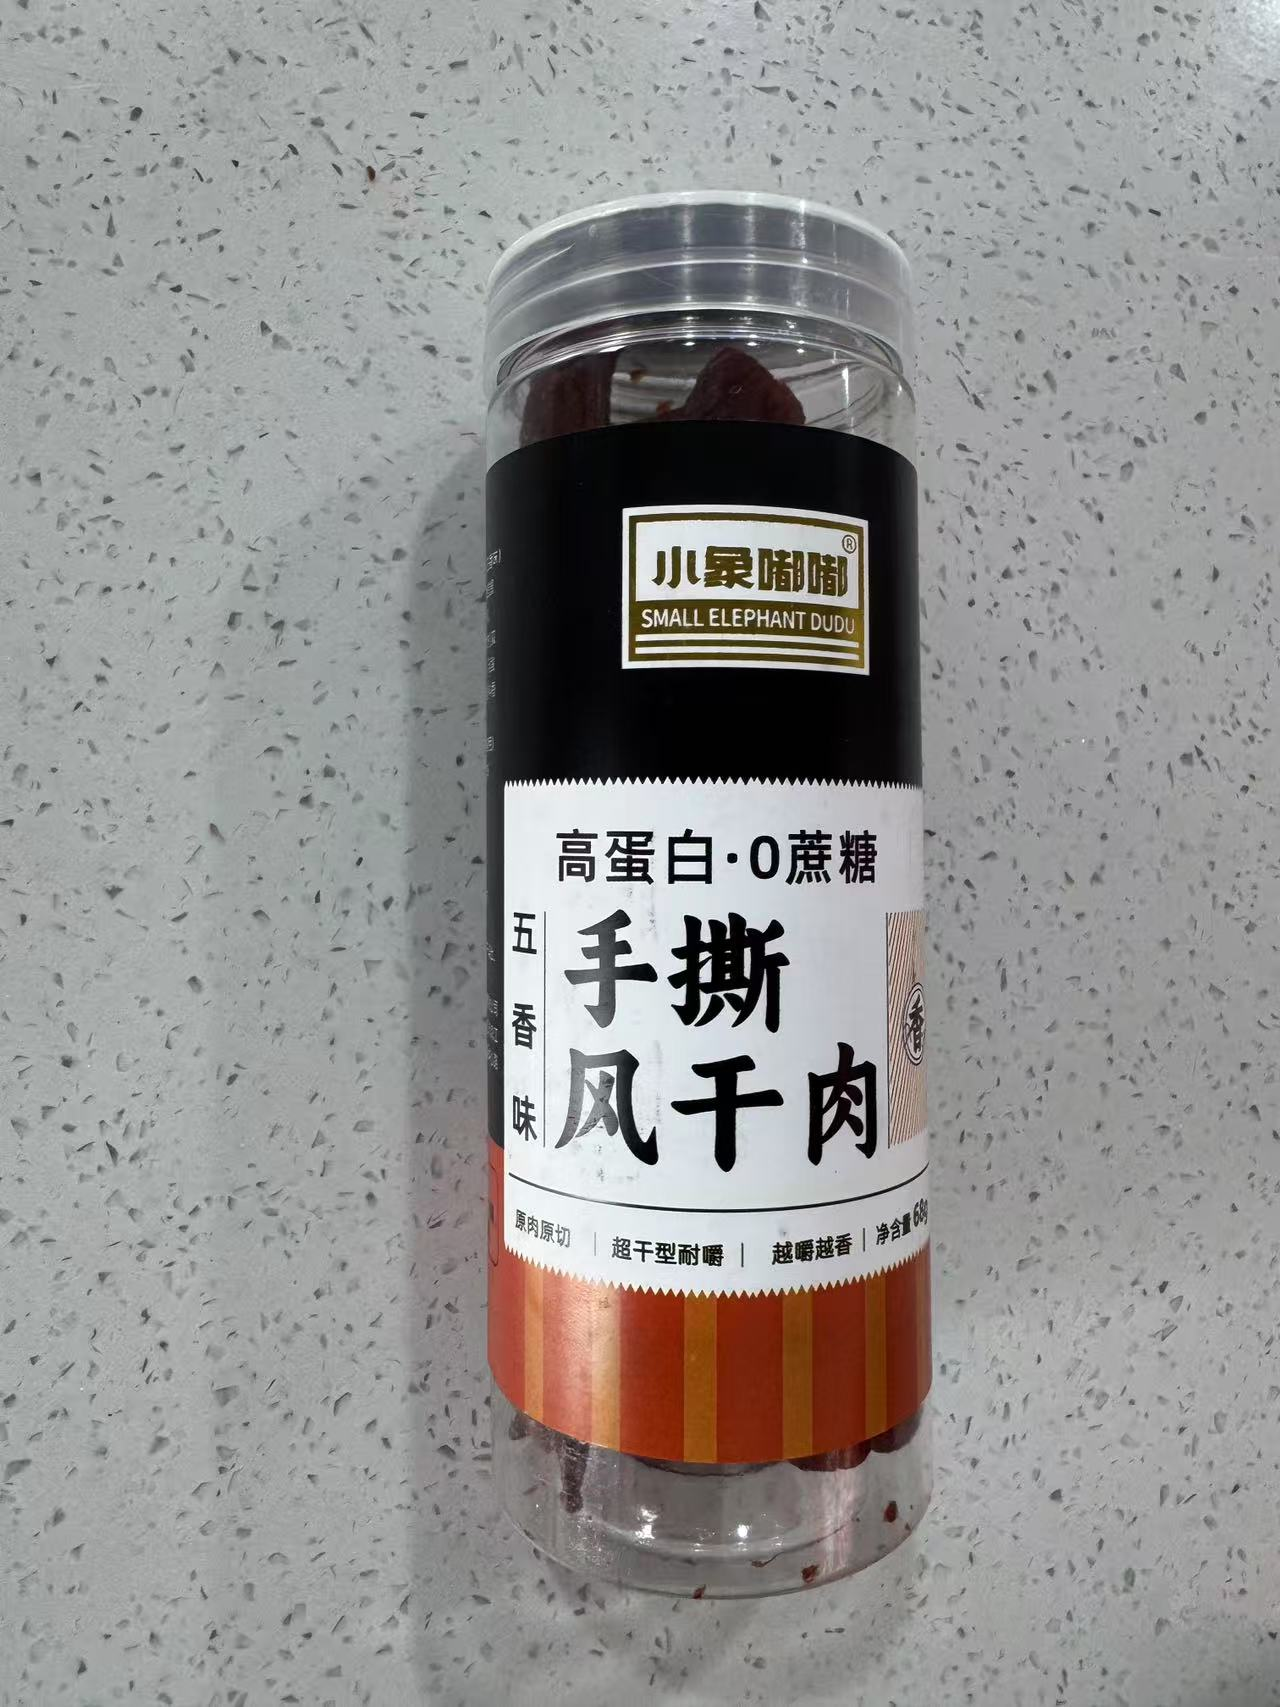 小象嘟嘟®
SMALL ELEPHANT DUDU
高蛋白·0蔗糖
五香味
手撕
风干肉
香
原肉原切 | 超干型耐嚼 | 越嚼越香 | 净含量 68g